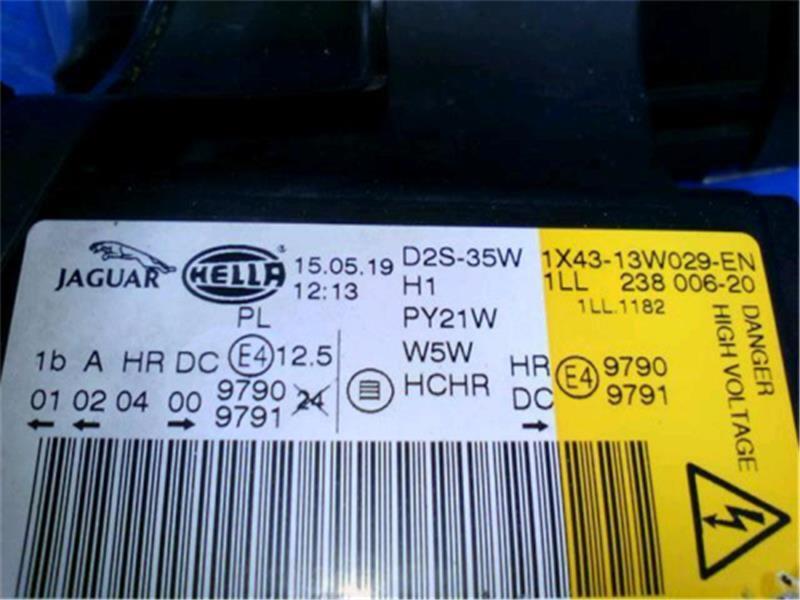 JAGUAR HELLA ® 15.05.19 D2S-35W 1X43-13W029-EN
12:13 H1 1LL 238 006-20
PL PY21W 1LL.1182
1b A HR DC E4 12.5 W5W HR E4 9790
01 02 04 00 9790 24 HCHR DC 9791
9791
DANGER
HIGH VOLTAGE